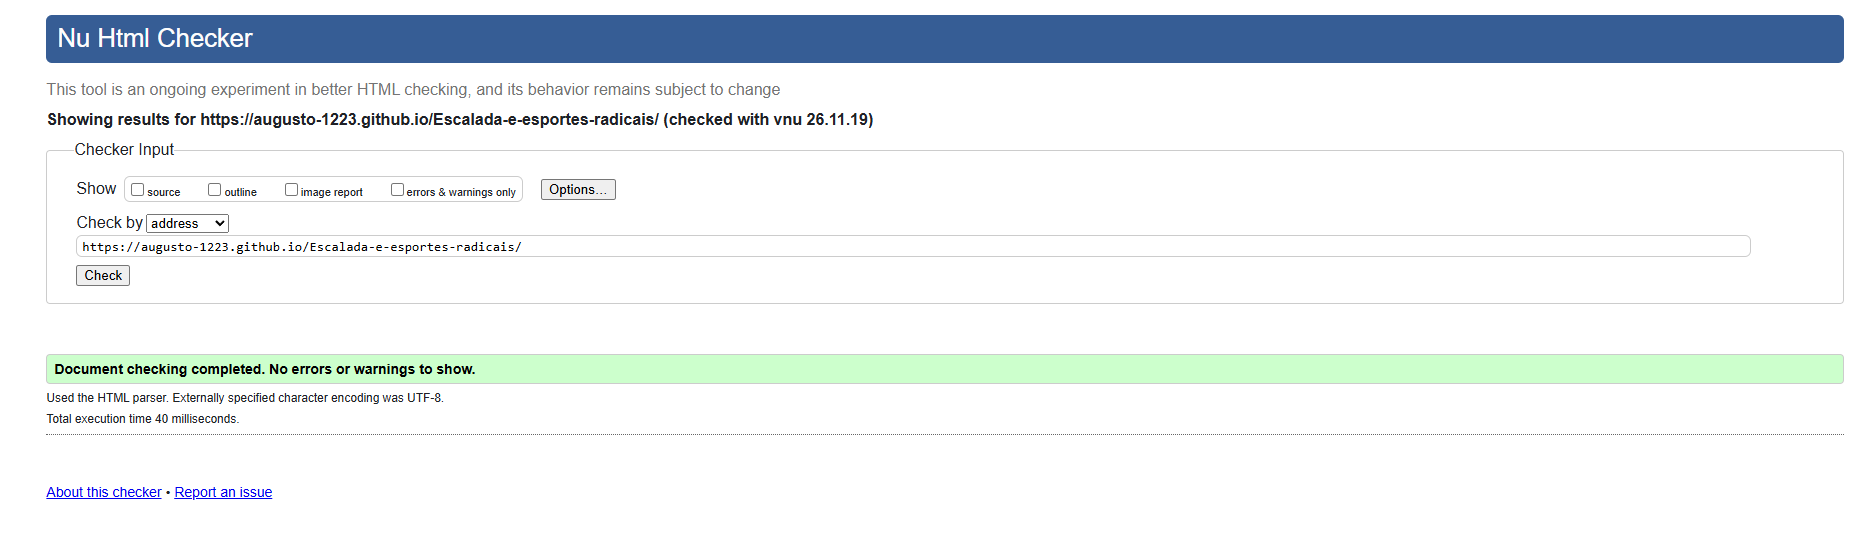 Nu Html Checker
This tool is an ongoing experiment in better HTML checking, and its behavior remains subject to change
Showing results for https://augusto-1223.github.io/Escalada-e-esportes-radicais/ (checked with vnu 26.11.19)
Checker Input
Show source outline image report errors & warnings only Options...
Check by address
https://augusto-1223.github.io/Escalada-e-esportes-radicais/
Check
Document checking completed. No errors or warnings to show.
Used the HTML parser. Externally specified character encoding was UTF-8.
Total execution time 40 milliseconds.
About this checker • Report an issue